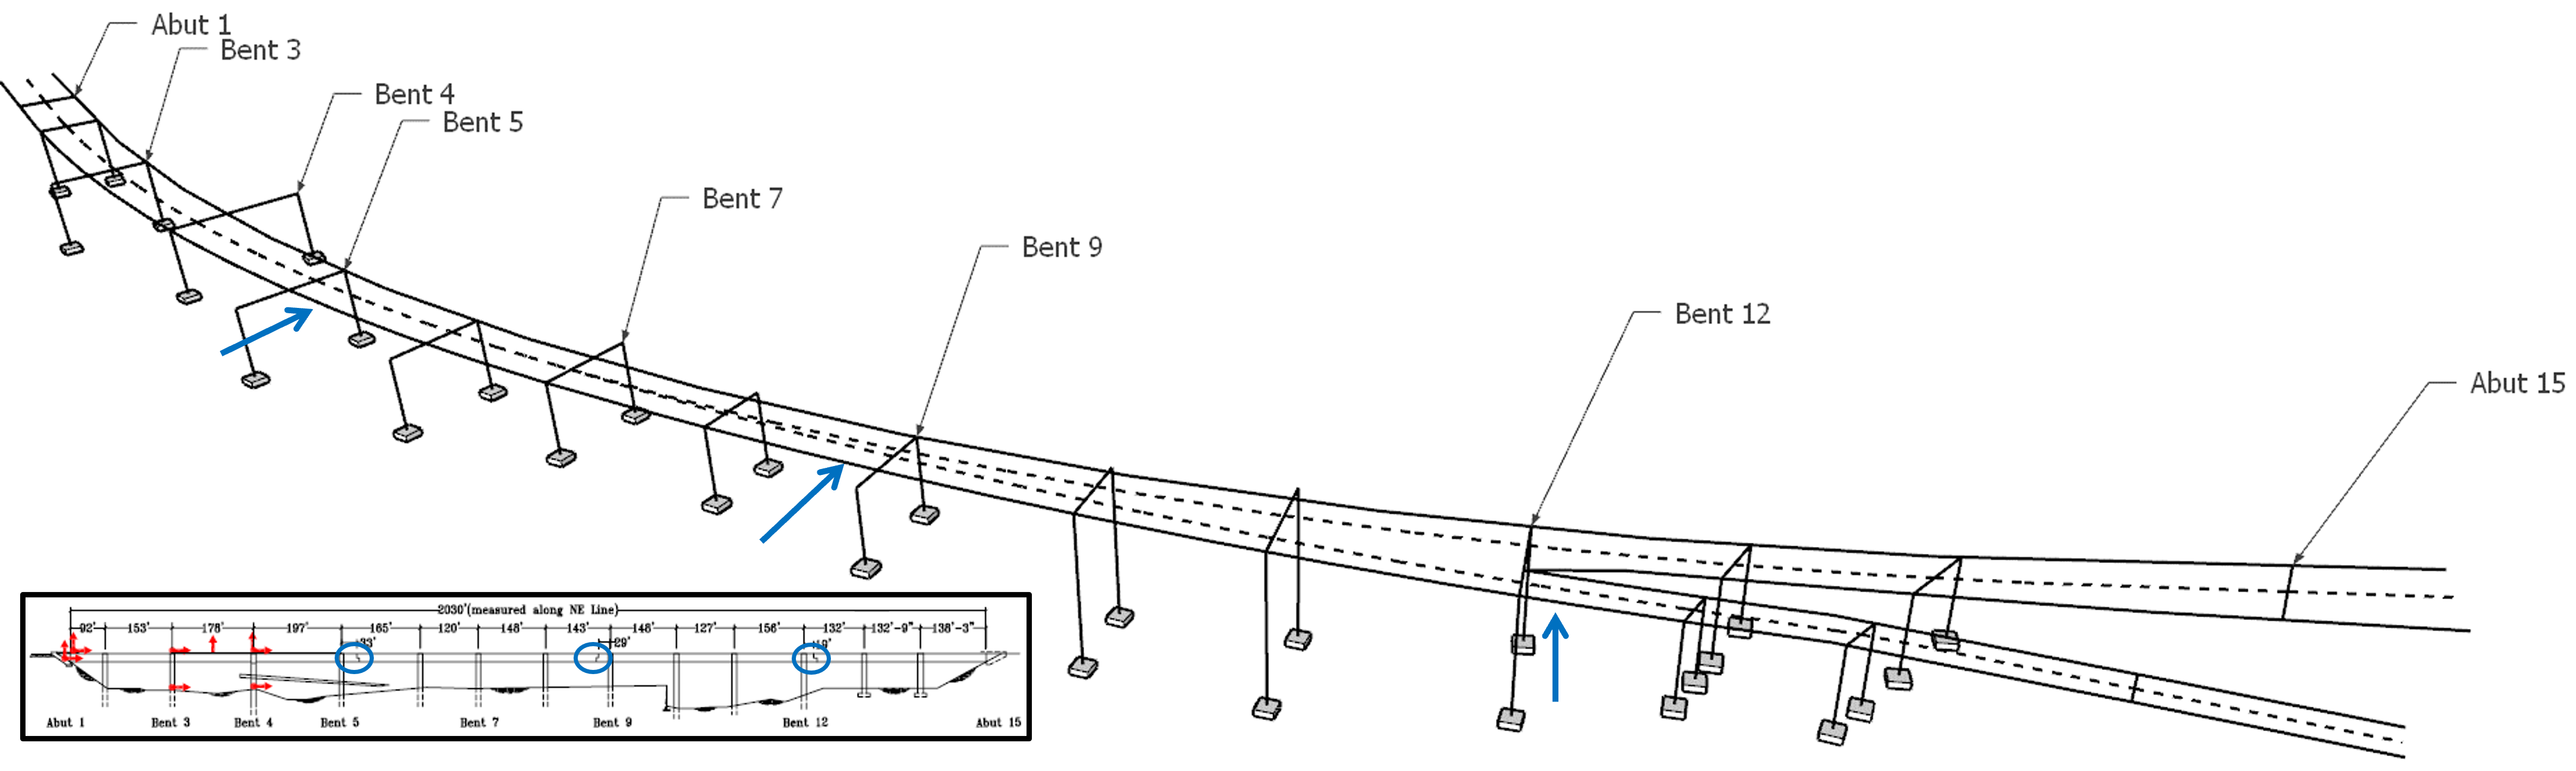 Abut 1
Bent 3
Bent 4
Bent 5
Bent 7
Bent 9
Bent 12
Abut 15
2030'(measured along NE Line)
92' 153' 178' 197' 165' 120' 148' 143' 148' 127' 156' 132' 132'-9" 138'-3"
33' 29' 19'
Abut 1 Bent 3 Bent 4 Bent 5 Bent 7 Bent 9 Bent 12 Abut 15